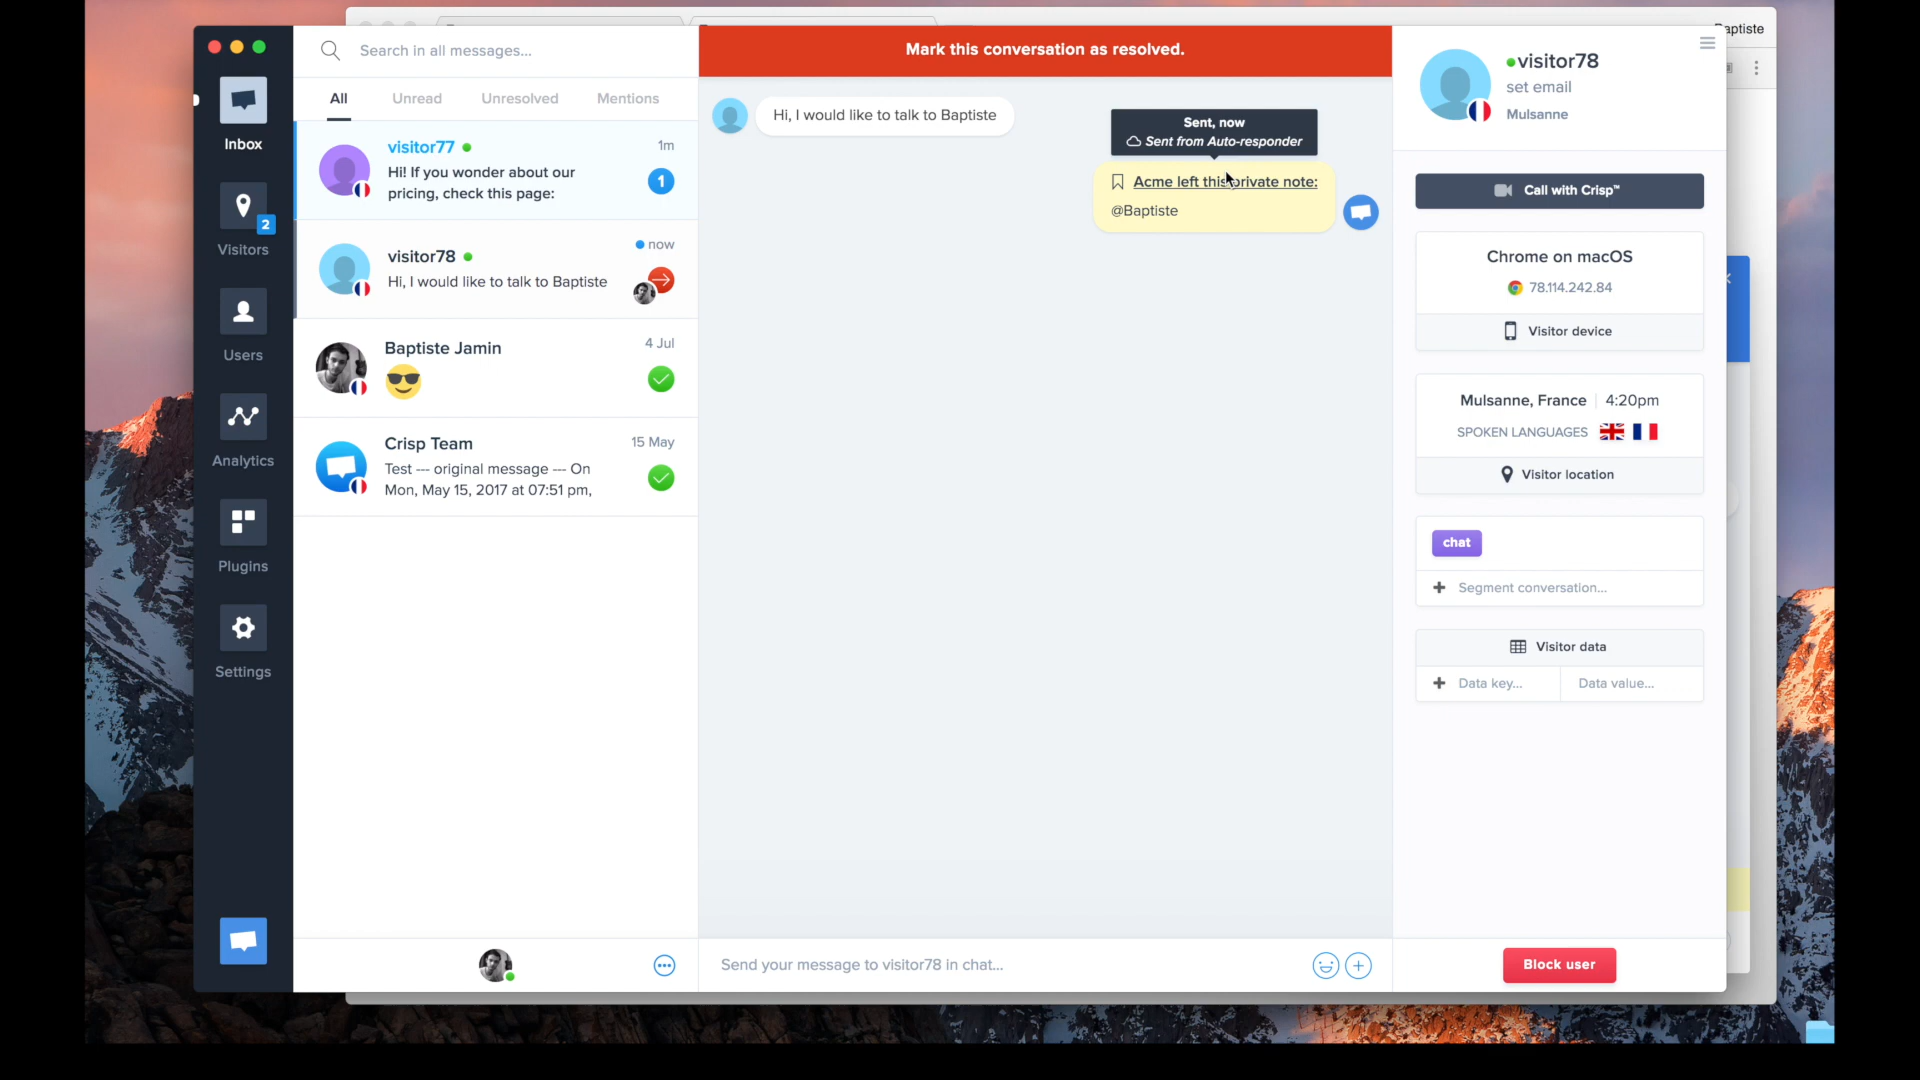 aptiste
Search in all messages...
All
Unread
Unresolved
Mentions
Inbox
2
Visitors
Users
Analytics
Plugins
Settings
visitor77
1m
Hi! If you wonder about our
pricing, check this page:
1
visitor78
now
Hi, I would like to talk to Baptiste
Baptiste Jamin
4 Jul
Crisp Team
15 May
Test --- original message --- On
Mon, May 15, 2017 at 07:51 pm,
Mark this conversation as resolved.
Hi, I would like to talk to Baptiste
Sent, now
Sent from Auto-responder
Acme left this private note:
@Baptiste
Send your message to visitor78 in chat...
visitor78
set email
Mulsanne
Call with Crisp™
Chrome on macOS
78.114.242.84
Visitor device
Mulsanne, France
4:20pm
SPOKEN LANGUAGES
Visitor location
chat
Segment conversation...
Visitor data
Data key...
Data value...
Block user